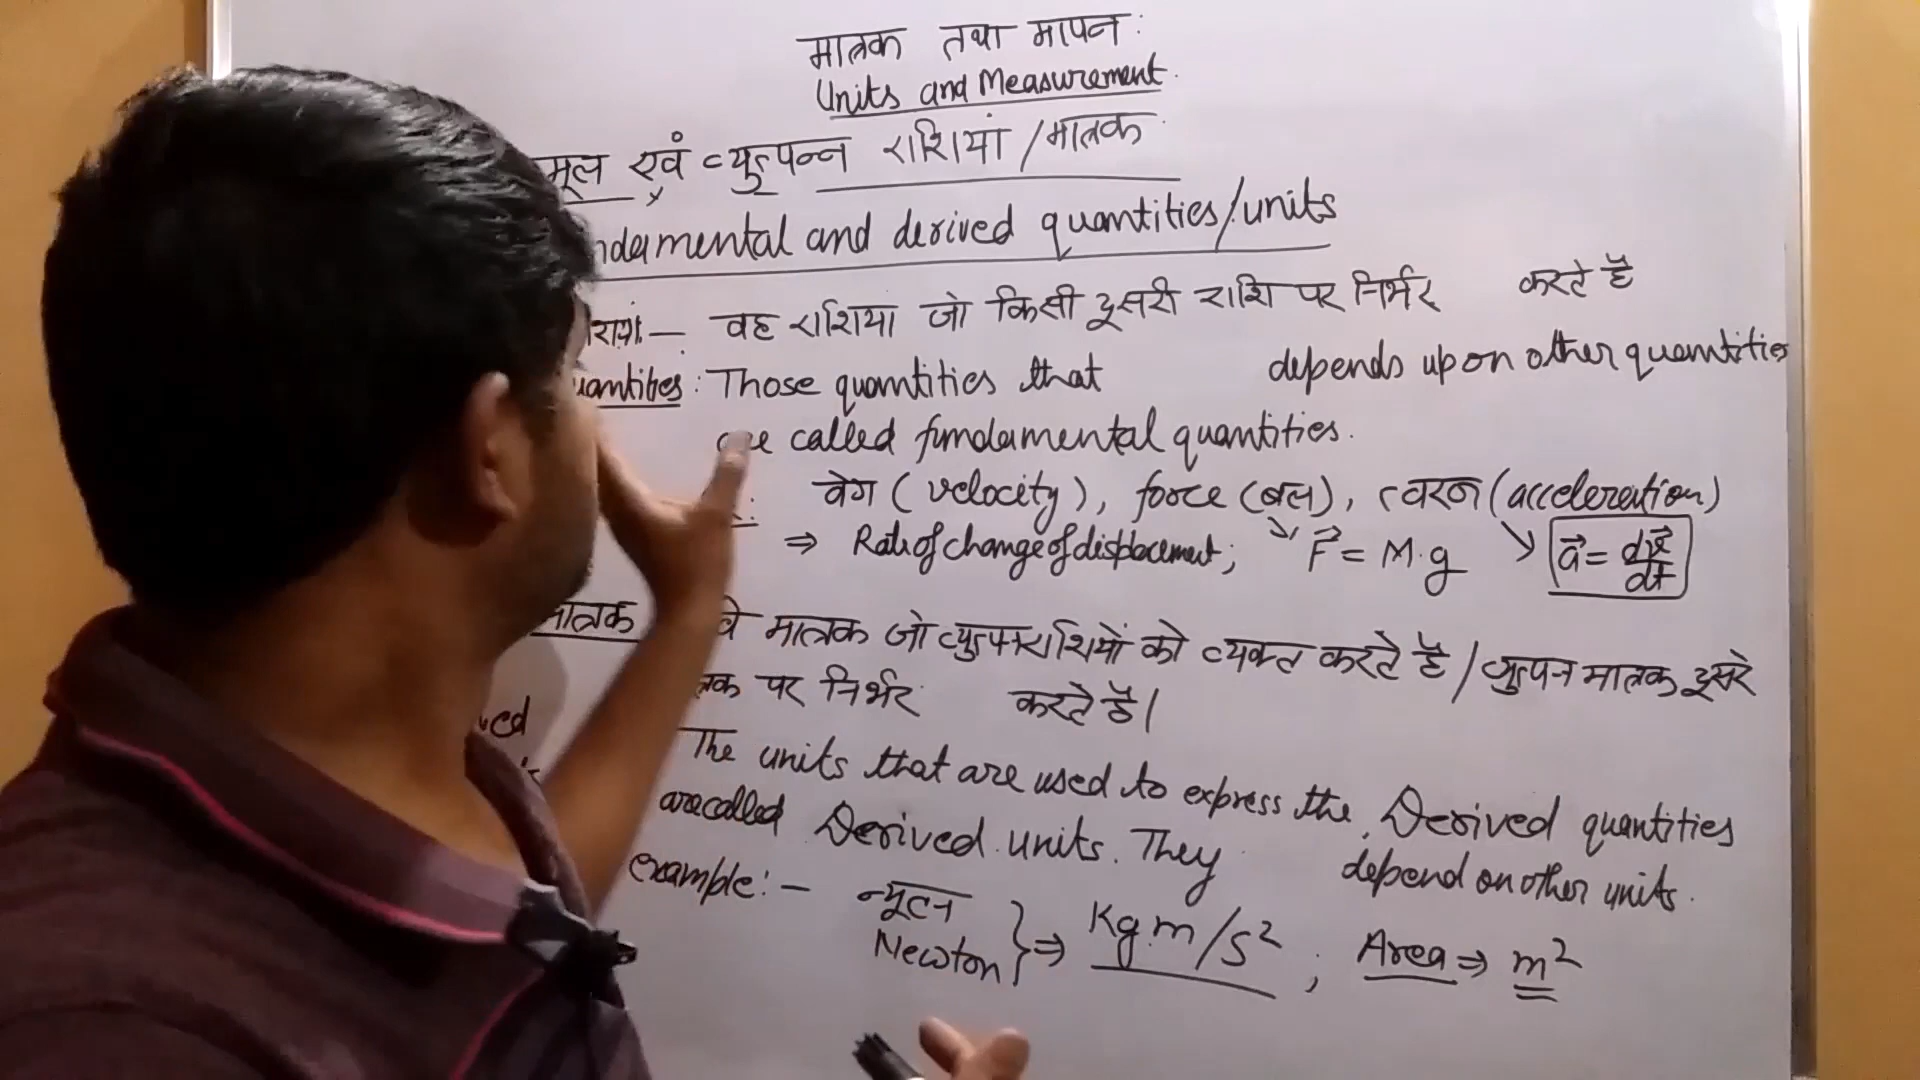 मात्रक तथा मापन:
Units and Measurement.
मूल एवं व्युत्पन्न राशियां/मात्रक
ndamental and derived quantities/units
वह राशिया जो किसी दूसरी राशि पर निर्भर करते हैं
uantities: Those quantities that depends upon other quantities
are called fundamental quantities.
वेग (velocity), force (बल), त्वरण (acceleration)
⇒ Rate of change of displacement; F⃗ = M·g a⃗ = dv⃗/dt
मात्रक वे मात्रक जो व्युत्पन्न राशियों को व्यक्त करते है / व्युत्पन मात्रक दूसरे
त्रक पर निर्भर करते है।
The units that are used to express the Derived quantities
are called Derived units. They depend on other units.
example:- न्यूटन
Newton } ⇒ Kg.m/s² ; Area ⇒ m²